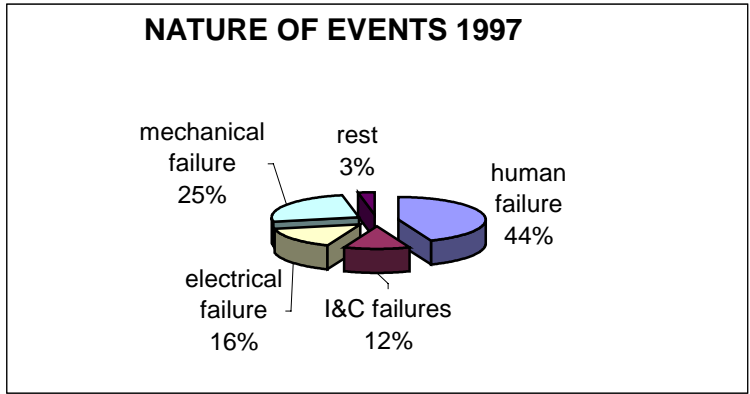 NATURE OF EVENTS 1997
mechanical
failure
25%
rest
3%
human
failure
44%
electrical
failure
16%
I&C failures
12%